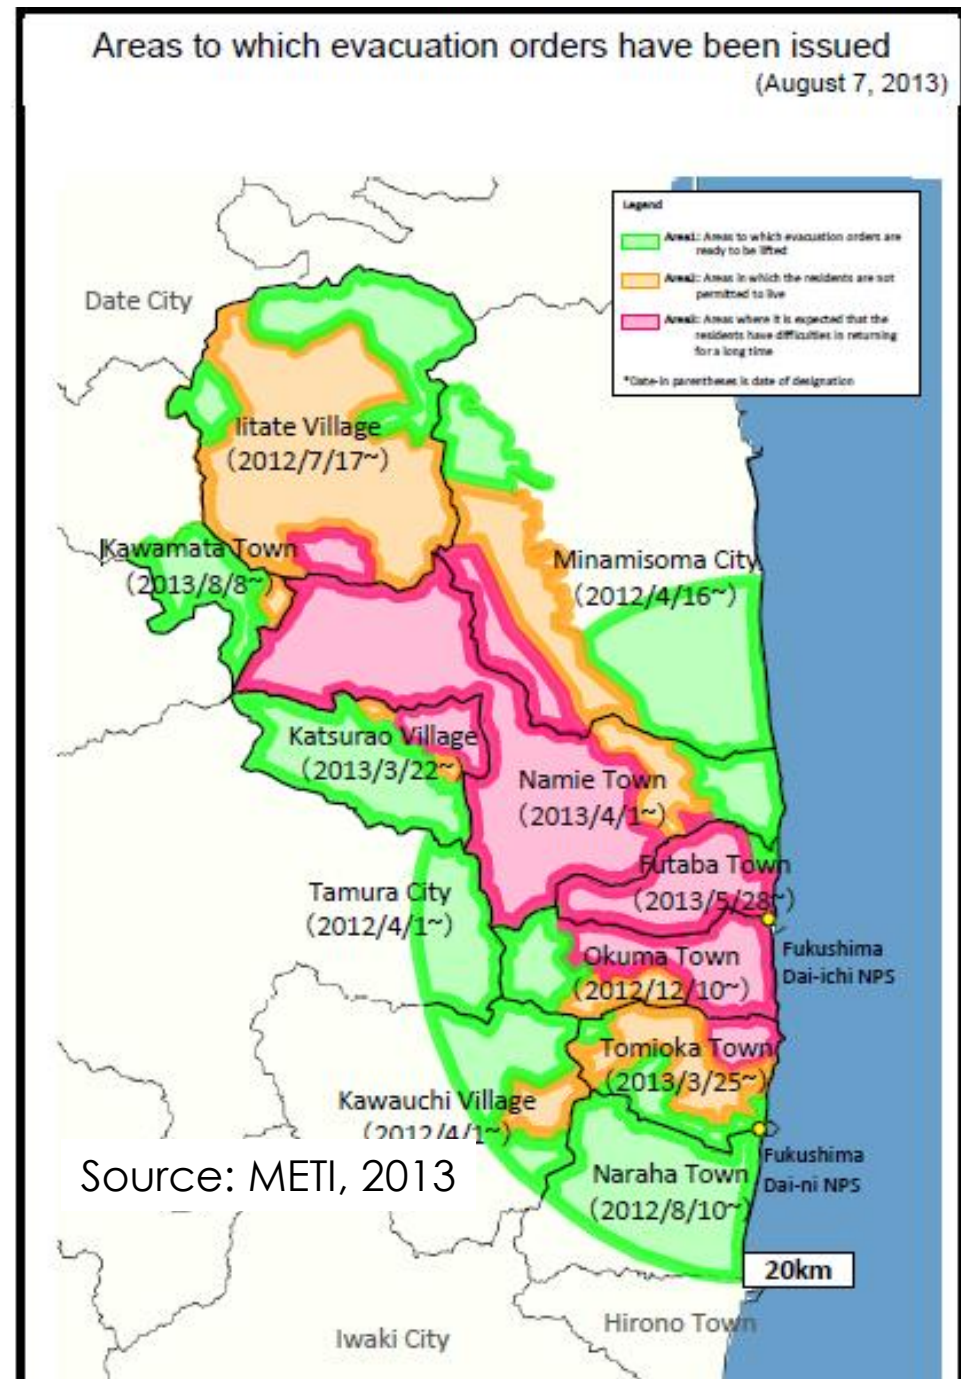 Areas to which evacuation orders have been issued
(August 7, 2013)
Legend
Area1: Areas to which evacuation orders are
ready to be lifted
Area2: Areas in which the residents are not
permitted to live
Area3: Areas where it is expected that the
residents have difficulties in returning
for a long time
*Date-in parentheses is date of designation
Date City
Iitate Village
(2012/7/17~)
Kawamata Town
(2013/8/8~)
Minamisoma City
(2012/4/16~)
Katsurao Village
(2013/3/22~)
Namie Town
(2013/4/1~)
Futaba Town
(2013/5/28~)
Tamura City
(2012/4/1~)
Okuma Town
(2012/12/10~)
Fukushima
Dai-ichi NPS
Tomioka Town
(2013/3/25~)
Kawauchi Village
(2012/4/1~)
Source: METI, 2013
Naraha Town
(2012/8/10~)
Fukushima
Dai-ni NPS
20km
Hirono Town
Iwaki City